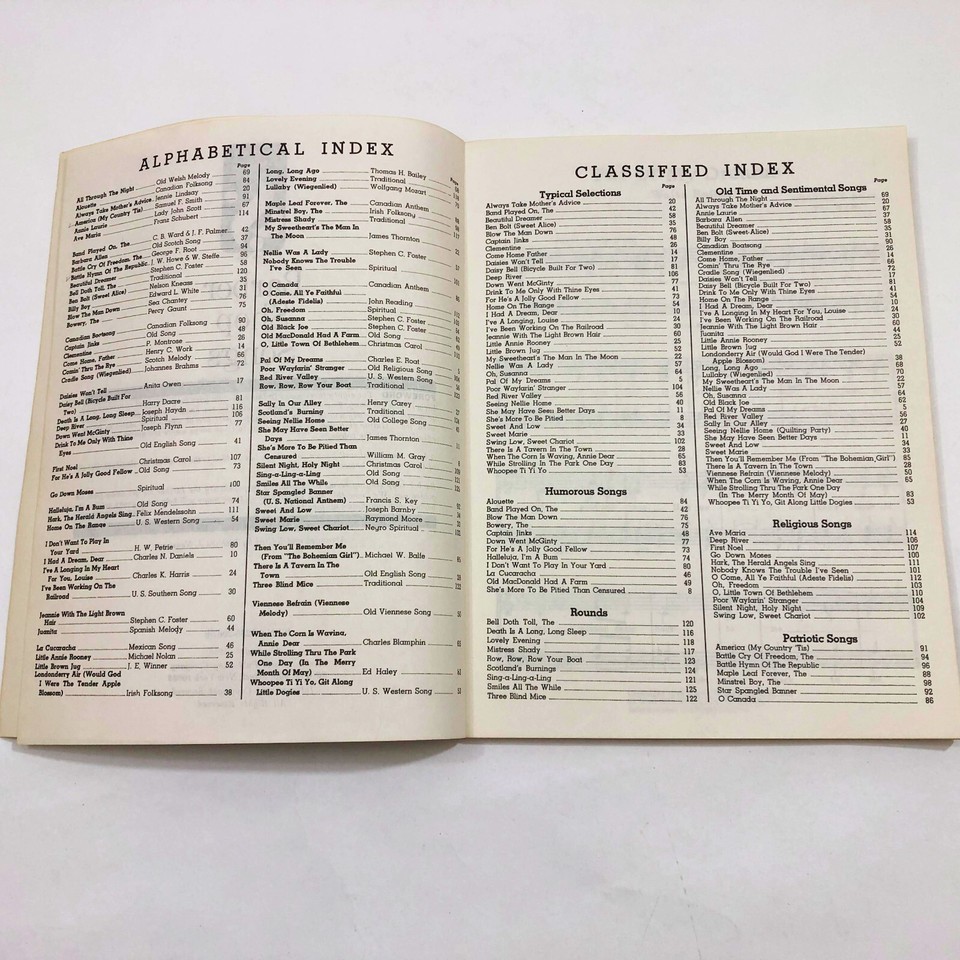 ALPHABETICAL INDEX
Page
All Through The Night Old Welsh Melody 69
Alouette Canadian Folksong 84
Always Take Mother's Advice Jennie Lindsay 20
America (My Country 'Tis) Samuel F. Smith 91
Annie Laurie Lady John Scott 67
Ave Maria Franz Schubert 114
Band Played On, The C. B. Ward & J. F. Palmer 42
Barbara Allen Old Scotch Song 37
Battle Cry Of Freedom, The George F. Root 94
Battle Hymn Of The Republic J. W. Howe & W. Steffe 96
Beautiful Dreamer Stephen C. Foster 58
Bell Doth Toll, The Traditional 120
Ben Bolt (Sweet Alice) Nelson Kneass 35
Billy Boy Edward L. White 31
Blow The Man Down Sea Chantey 76
Bowery, The Percy Gaunt 75
Canadian Boatsong Canadian Folksong 90
Captain Jinks Old Song 48
Clementine P. Montrose 26
Come Home, Father Henry C. Work 14
Comin' Thru The Rye Scotch Melody 66
Cradle Song (Wiegenlied) Johannes Brahms 72
Daisies Won't Tell Anita Owen 17
Daisy Bell (Bicycle Built For
Two) Harry Dacre 81
Death Is A Long, Long Sleep Joseph Haydn 116
Deep River Spiritual 106
Down Went McGinty Joseph Flynn 77
Drink To Me Only With Thine
Eyes Old English Song 41
First Noel Christmas Carol 107
For He's A Jolly Good Fellow Old Song 73
Go Down Moses Spiritual 100
Halleluja, I'm A Bum Old Song 74
Hark, The Herald Angels Sing Felix Mendelssohn 111
Home On The Range U. S. Western Song 54
I Don't Want To Play In
Your Yard H. W. Petrie 80
I Had A Dream, Dear Charles N. Daniels 10
I've A Longing In My Heart
For You, Louise Charles K. Harris 24
I've Been Working On The
Railroad U. S. Southern Song 30
Jeannie With The Light Brown
Hair Stephen C. Foster 60
Juanita Spanish Melody 44
La Cucaracha Mexican Song 46
Little Annie Rooney Michael Nolan 25
Little Brown Jug J. E. Winner 52
Londonderry Air (Would God
I Were The Tender Apple
Blossom) Irish Folksong 38
Long, Long Ago Thomas H. Bailey
Lovely Evening Traditional
Lullaby (Wiegenlied) Wolfgang Mozart
Maple Leaf Forever, The Canadian Anthem
Minstrel Boy, The Irish Folksong
Mistress Shady Traditional
My Sweetheart's The Man In
The Moon James Thornton
Nellie Was A Lady Stephen C. Foster
Nobody Knows The Trouble
I've Seen Spiritual
O Canada Canadian Anthem
O Come, All Ye Faithful
(Adeste Fidelis) John Reading
Oh, Freedom Spiritual
Oh, Susanna Stephen C. Foster
Old Black Joe Stephen C. Foster
Old MacDonald Had A Farm Old Song
O, Little Town Of Bethlehem Christmas Carol
Pal Of My Dreams Charles E. Roat
Poor Wayfarin' Stranger Old Religious Song
Red River Valley U. S. Western Song
Row, Row, Row Your Boat Traditional
Sally In Our Alley Henry Carey
Scotland's Burning Traditional
Seeing Nellie Home Old College Song
She May Have Seen Better
Days James Thornton
She's More To Be Pitied Than
Censured William M. Gray
Silent Night, Holy Night Christmas Carol
Sing-a-Ling-a-Ling Old Song
Smiles All The While Old Song
Star Spangled Banner
(U. S. National Anthem) Francis S. Key
Sweet And Low Joseph Barnby
Sweet Marie Raymond Moore
Swing Low, Sweet Chariot Negro Spiritual
Then You'll Remember Me
(From "The Bohemian Girl") Michael W. Balfe
There Is A Tavern In The
Town Old English Song
Three Blind Mice Traditional
Viennese Refrain (Viennese
Melody) Old Viennese Song
When The Corn Is Waving,
Annie Dear Charles Blamphin
While Strolling Thru The Park
One Day (In The Merry
Month Of May) Ed Haley
Whoopee Ti Yi Yo, Git Along
Little Dogies U. S. Western Song
CLASSIFIED INDEX
Page
Typical Selections
Always Take Mother's Advice 20
Band Played On, The 42
Beautiful Dreamer 58
Ben Bolt (Sweet Alice) 35
Blow The Man Down 76
Captain Jinks 48
Clementine 26
Come Home Father 14
Daisies Won't Tell 17
Daisy Bell (Bicycle Built For Two) 81
Deep River 106
Down Went McGinty 77
Drink To Me Only With Thine Eyes 41
For He's A Jolly Good Fellow 73
Home On The Range 54
I Had A Dream, Dear 10
I've A Longing, Louise 24
I've Been Working On The Railroad 30
Jeannie With The Light Brown Hair 60
Little Annie Rooney 25
Little Brown Jug 52
My Sweetheart's The Man In The Moon 22
Nellie Was A Lady 57
Oh, Susanna 64
Pal Of My Dreams 5
Poor Wayfarin' Stranger 104
Red River Valley 56
Seeing Nellie Home 40
She May Have Seen Better Days 11
She's More To Be Pitied 8
Sweet And Low 34
Sweet Marie 33
Swing Low, Sweet Chariot 102
There Is A Tavern In The Town 28
When The Corn Is Waving, Annie Dear 65
While Strolling In The Park One Day 83
Whoopee Ti Yi Yo 53
Humorous Songs
Alouette 84
Band Played On, The 42
Blow The Man Down 76
Bowery, The 75
Captain Jinks 48
Down Went McGinty 77
For He's A Jolly Good Fellow 73
Halleluja, I'm A Bum 74
I Don't Want To Play In Your Yard 80
La Cucaracha 46
Old MacDonald Had A Farm 49
She's More To Be Pitied Than Censured 8
Rounds
Bell Doth Toll, The 120
Death Is A Long, Long Sleep 116
Lovely Evening 118
Mistress Shady 117
Row, Row, Row Your Boat 123
Scotland's Burnings 124
Sing-a-Ling-a-Ling 121
Smiles All The While 125
Three Blind Mice 122
Page
Old Time and Sentimental Songs
All Through The Night 69
Always Take Mother's Advice 20
Annie Laurie 67
Barbara Allen 37
Beautiful Dreamer 58
Ben Bolt (Sweet Alice) 35
Billy Boy 31
Canadian Boatsong 90
Clementine 26
Come Home, Father 14
Comin' Thru The Rye 66
Cradle Song (Wiegenlied) 72
Daisies Won't Tell 17
Daisy Bell (Bicycle Built For Two) 81
Drink To Me Only With Thine Eyes 41
Home On The Range 54
I Had A Dream, Dear 10
I've A Longing In My Heart For You, Louise 24
I've Been Working On The Railroad 30
Jeannie With The Light Brown Hair 60
Juanita 44
Little Annie Rooney 25
Little Brown Jug 52
Londonderry Air (Would God I Were The Tender
Apple Blossom) 38
Long, Long Ago 68
Lullaby (Wiegenlied) 70
My Sweetheart's The Man In The Moon 22
Nellie Was A Lady 57
Oh, Susanna 64
Old Black Joe 62
Pal Of My Dreams 5
Red River Valley 56
Sally In Our Alley 27
Seeing Nellie Home (Quilting Party) 40
She May Have Seen Better Days 11
Sweet And Low 34
Sweet Marie 33
Then You'll Remember Me (From "The Bohemian Girl") 85
There Is A Tavern In The Town 28
Viennese Refrain (Viennese Melody) 50
When The Corn Is Waving, Annie Dear 65
While Strolling Thru The Park One Day
(In The Merry Month Of May) 83
Whoopee Ti Yi Yo, Git Along Little Dogies 53
Religious Songs
Ave Maria 114
Deep River 106
First Noel 107
Go Down Moses 100
Hark, The Herald Angels Sing 111
Nobody Knows The Trouble I've Seen 101
O Come, All Ye Faithful (Adeste Fidelis) 112
Oh, Freedom 103
O, Little Town Of Bethlehem 110
Poor Wayfarin' Stranger 104
Silent Night, Holy Night 109
Swing Low, Sweet Chariot 102
Patriotic Songs
America (My Country 'Tis) 91
Battle Cry Of Freedom, The 94
Battle Hymn Of The Republic 96
Maple Leaf Forever, The 88
Minstrel Boy, The 98
Star Spangled Banner 92
O Canada 86